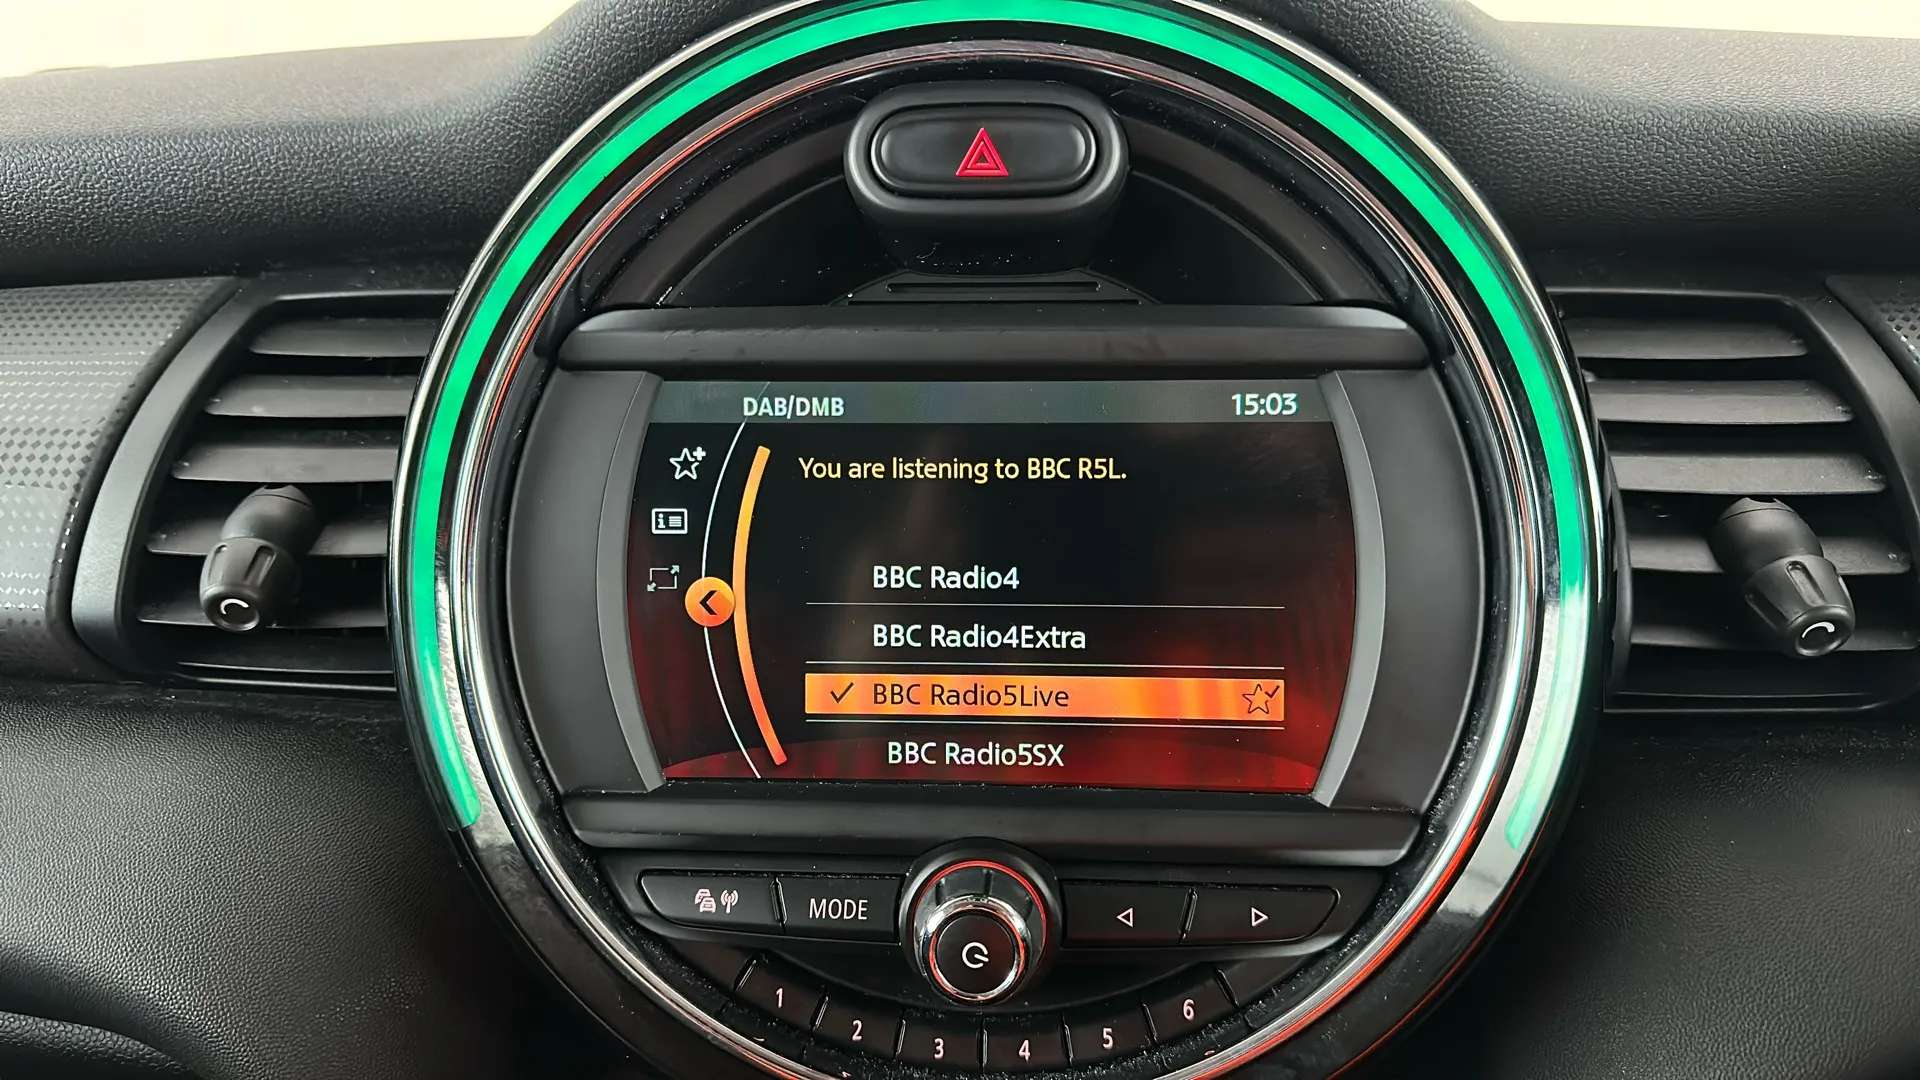 DAB/DMB 15:03
You are listening to BBC R5L.
BBC Radio4
BBC Radio4Extra
BBC Radio5Live
BBC Radio5SX
MODE
1 2 3 4 5 6